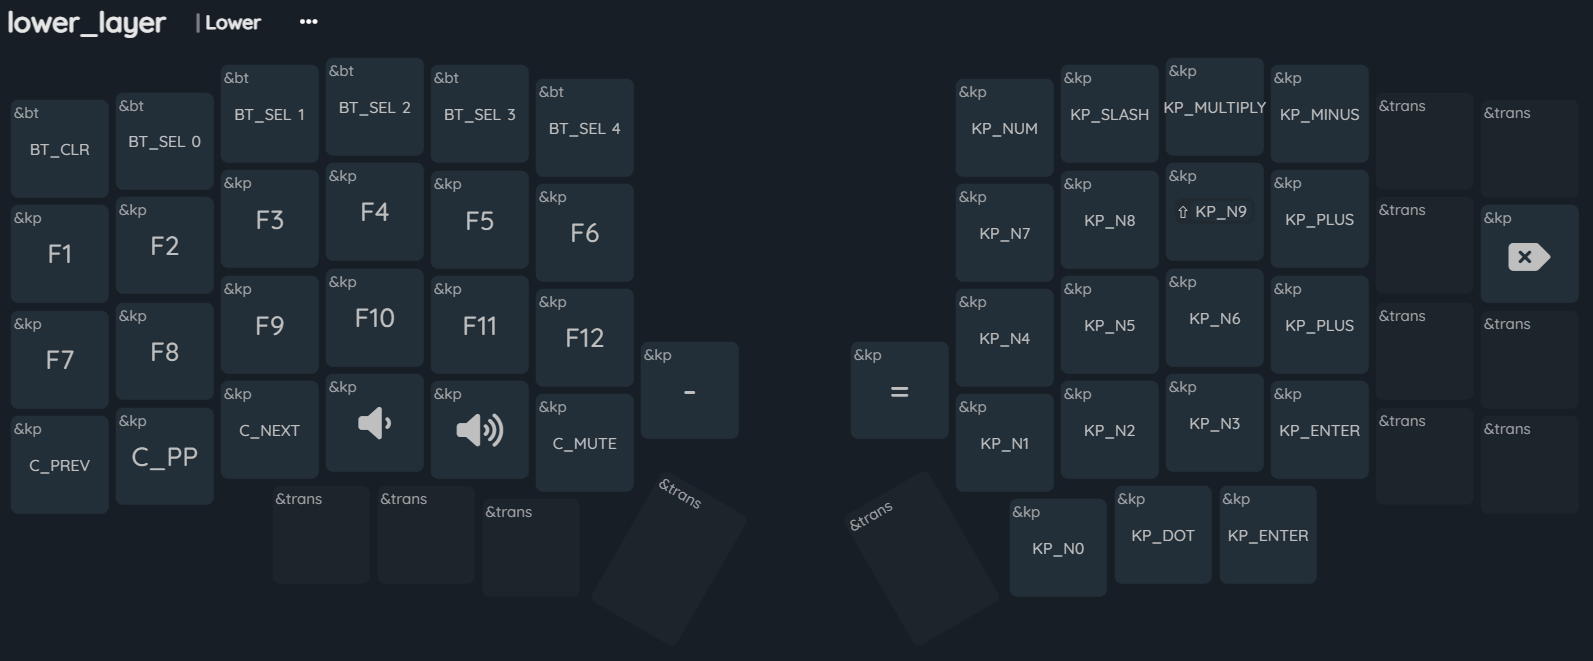 lower_layer | Lower •••
&bt BT_CLR
&bt BT_SEL 0
&bt BT_SEL 1
&bt BT_SEL 2
&bt BT_SEL 3
&bt BT_SEL 4
&kp KP_NUM
&kp KP_SLASH
&kp KP_MULTIPLY
&kp KP_MINUS
&trans
&trans
&kp F1
&kp F2
&kp F3
&kp F4
&kp F5
&kp F6
&kp KP_N7
&kp KP_N8
&kp ⇧ KP_N9
&kp KP_PLUS
&trans
&kp
&kp F7
&kp F8
&kp F9
&kp F10
&kp F11
&kp F12
&kp KP_N4
&kp KP_N5
&kp KP_N6
&kp KP_PLUS
&trans
&trans
&kp C_PREV
&kp C_PP
&kp C_NEXT
&kp
&kp
&kp C_MUTE
&kp -
&kp =
&kp KP_N1
&kp KP_N2
&kp KP_N3
&kp KP_ENTER
&trans
&trans
&trans
&trans
&trans
&trans
&trans
&kp KP_N0
&kp KP_DOT
&kp KP_ENTER